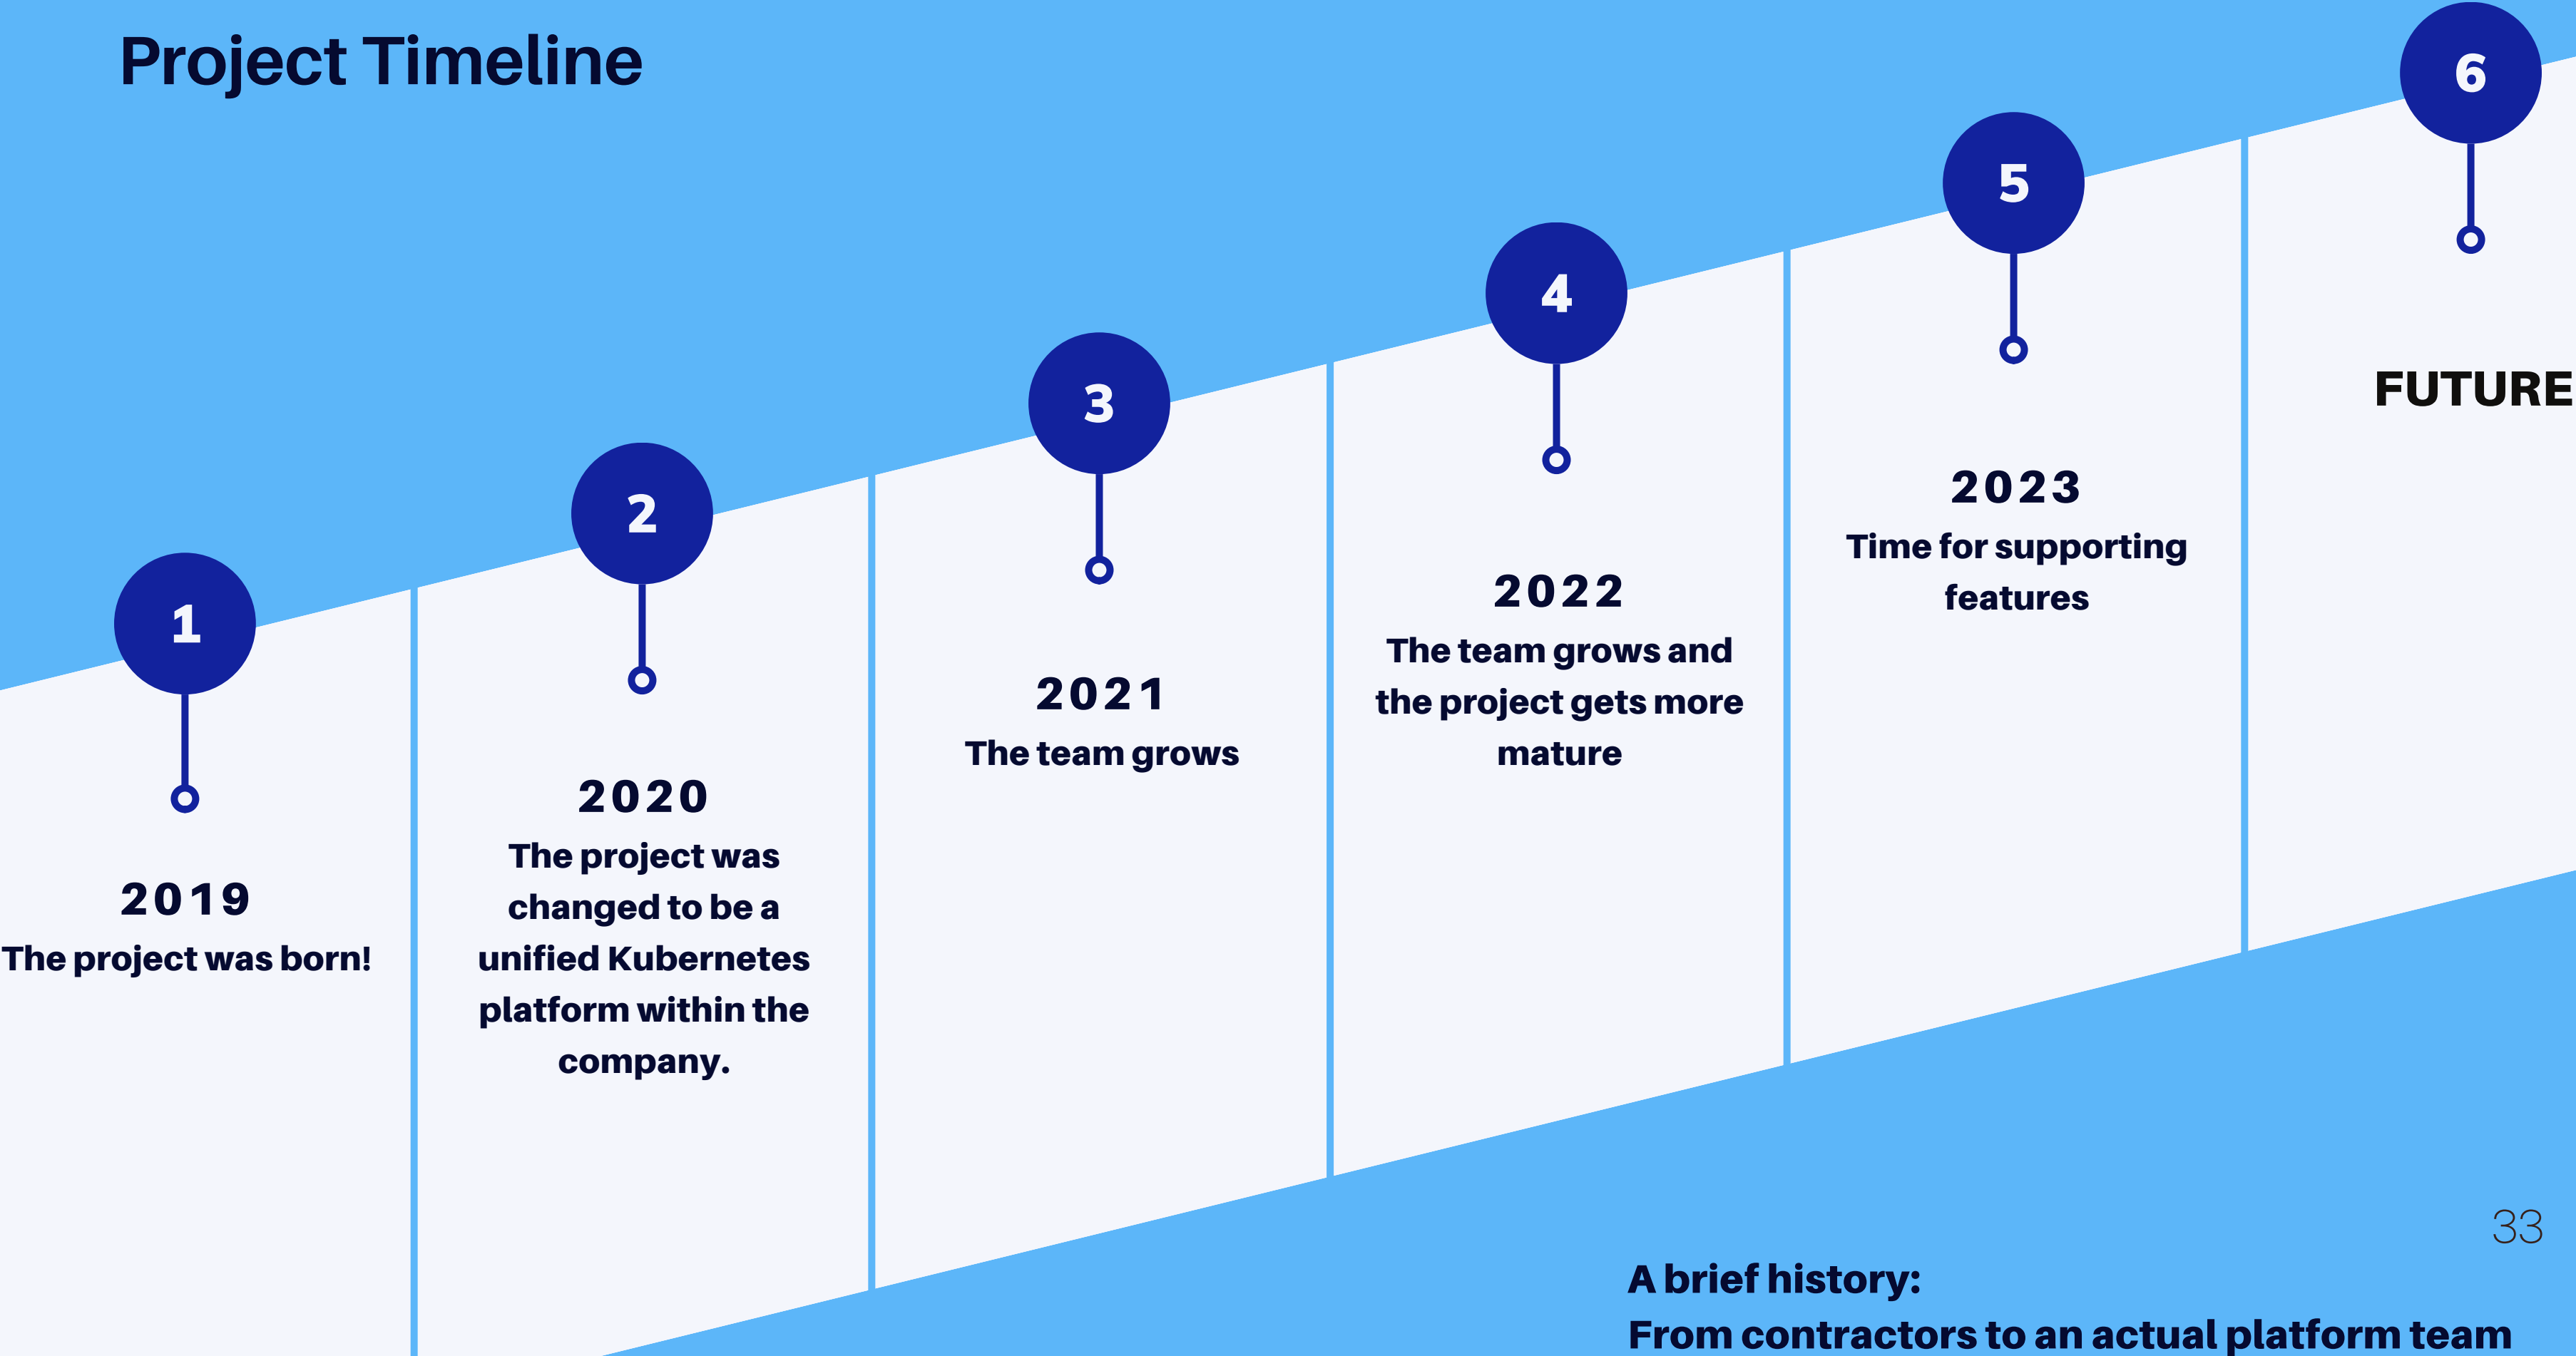 Project Timeline
1
2019
The project was born!
2
2020
The project was
changed to be a
unified Kubernetes
platform within the
company.
3
2021
The team grows
4
2022
The team grows and
the project gets more
mature
5
2023
Time for supporting
features
6
FUTURE
33
A brief history:
From contractors to an actual platform team